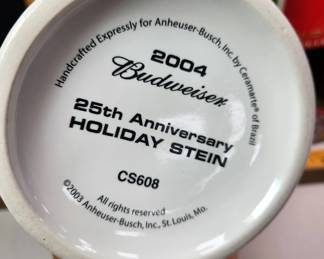 Handcrafted Expressly for Anheuser-Busch, Inc. by Ceramarte® of Brazil
2004
Budweiser
25th Anniversary
HOLIDAY STEIN
CS608
All rights reserved
©2003 Anheuser-Busch, Inc., St. Louis, Mo.